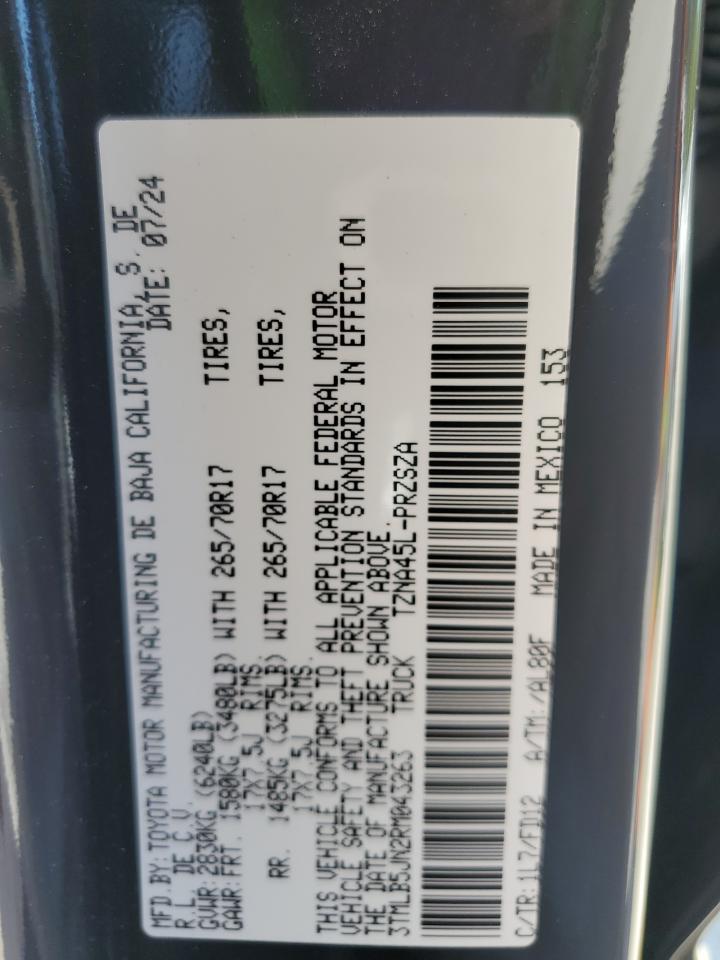 MFD.BY:TOYOTA MOTOR MANUFACTURING DE BAJA CALIFORNIA, S. DE
R.L. DE C.V. DATE: 07/24
GVWR:2830KG (6240LB)
GAWR:FRT. 1580KG (3480LB) WITH 265/70R17 TIRES,
17X7.5J RIMS.
RR. 1485KG (3275LB) WITH 265/70R17 TIRES,
17X7.5J RIMS.
THIS VEHICLE CONFORMS TO ALL APPLICABLE FEDERAL MOTOR
VEHICLE SAFETY AND THEFT PREVENTION STANDARDS IN EFFECT ON
THE DATE OF MANUFACTURE SHOWN ABOVE.
3TMLB5JN2RM043263 TRUCK TZNA45L-PRZSZA
C/TR:1L7/FD12 A/TM:/AL80F MADE IN MEXICO 153